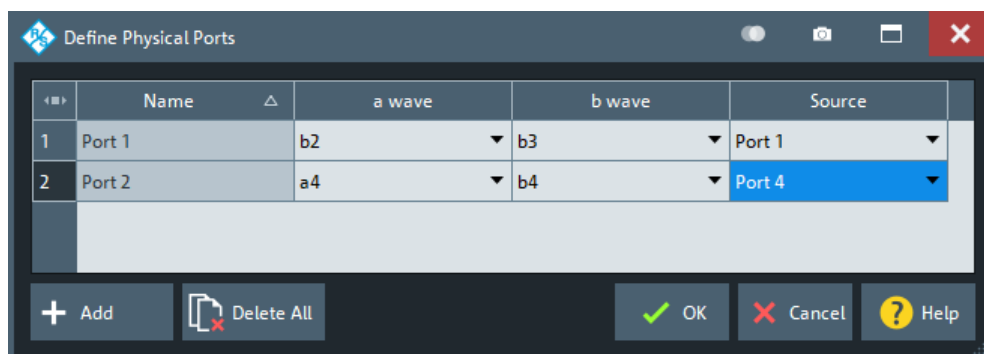 R&S Define Physical Ports
Name a wave b wave Source
1 Port 1 b2 b3 Port 1
2 Port 2 a4 b4 Port 4
Add Delete All OK Cancel ? Help